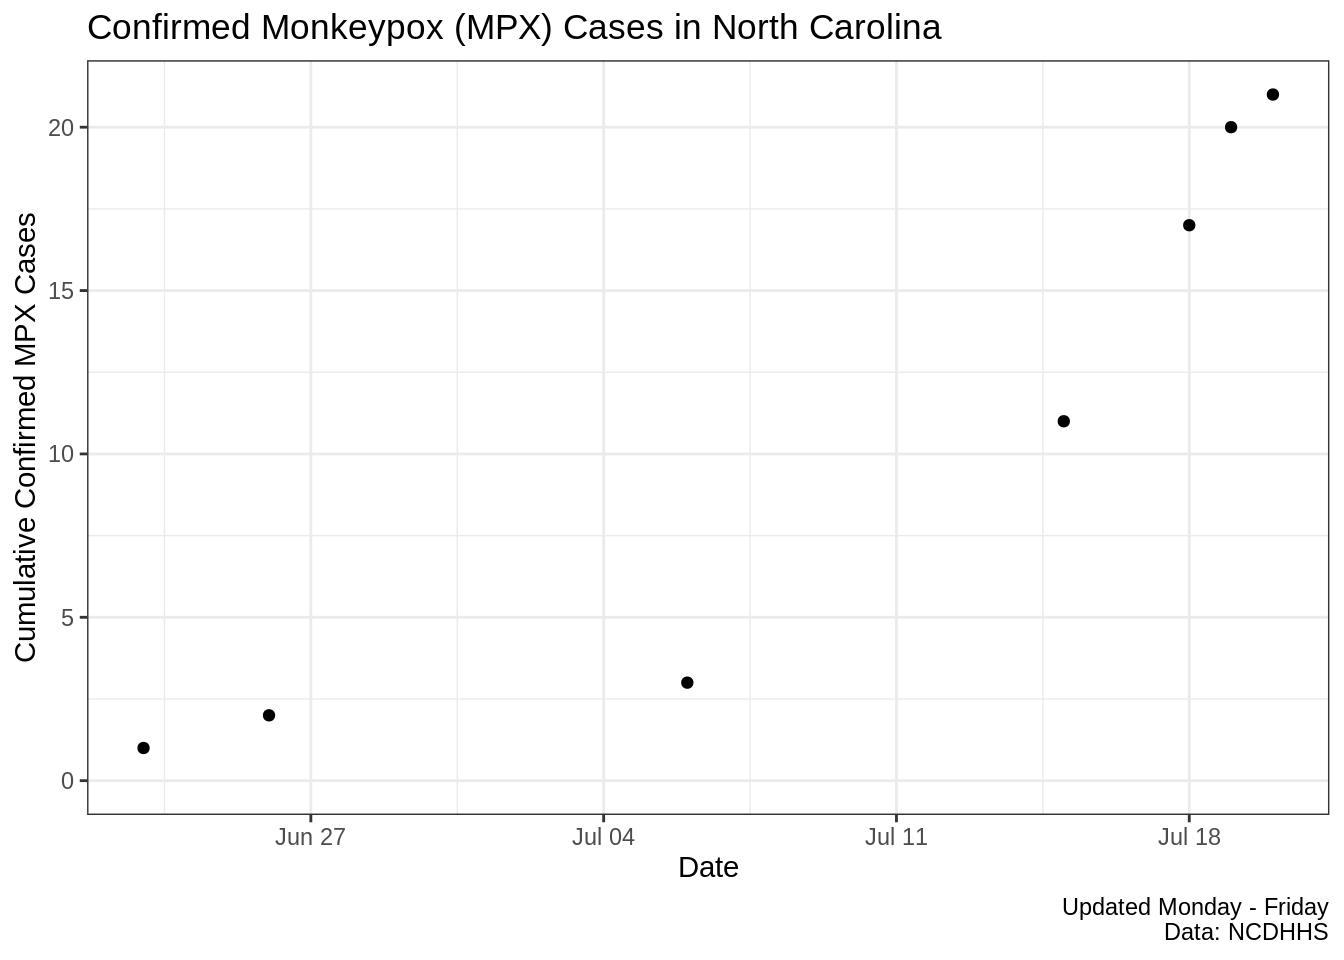 Confirmed Monkeypox (MPX) Cases in North Carolina
Cumulative Confirmed MPX Cases
20
15
10
5
0
Jun 27
Jul 04
Jul 11
Jul 18
Date
Updated Monday - Friday
Data: NCDHHS